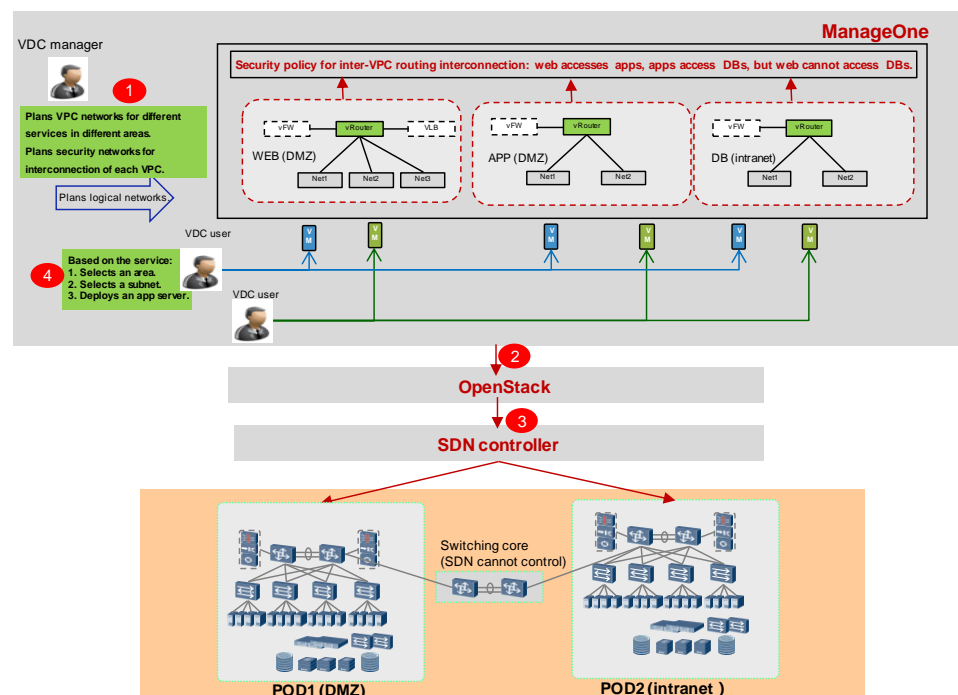 ManageOne
VDC manager
Security policy for inter-VPC routing interconnection: web accesses apps, apps access DBs, but web cannot access DBs.
1
Plans VPC networks for different
services in different areas.
Plans security networks for
interconnection of each VPC.
Plans logical networks
vFW
vRouter
VLB
WEB (DMZ)
Net1
Net2
Net3
vFW
vRouter
APP (DMZ)
Net1
Net2
vFW
vRouter
DB (intranet)
Net1
Net2
VM
VM
VM
VM
VM
VM
VDC user
4
Based on the service:
1. Selects an area.
2. Selects a subnet.
3. Deploys an app server.
VDC user
2
OpenStack
3
SDN controller
Switching core
(SDN cannot control)
POD1 (DMZ)
POD2 (intranet )